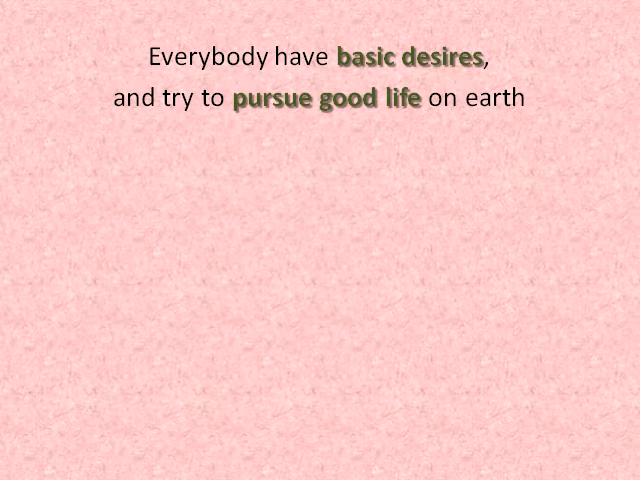 Everybody have basic desires,
and try to pursue good life on earth